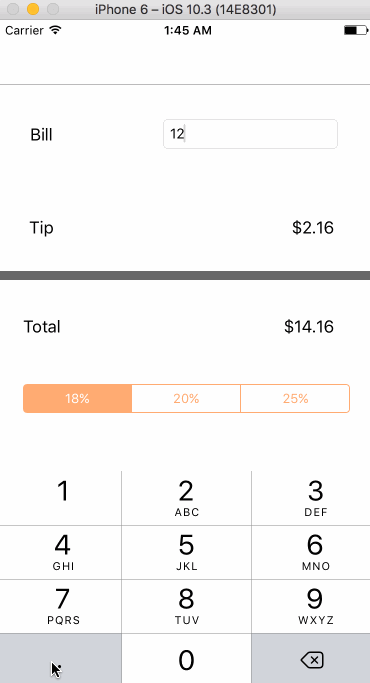 iPhone 6 – iOS 10.3 (14E8301)
Carrier 1:45 AM
Bill 12
Tip $2.16
Total $14.16
18% 20% 25%
1 2 3
ABC DEF
4 5 6
GHI JKL MNO
7 8 9
PQRS TUV WXYZ
. 0